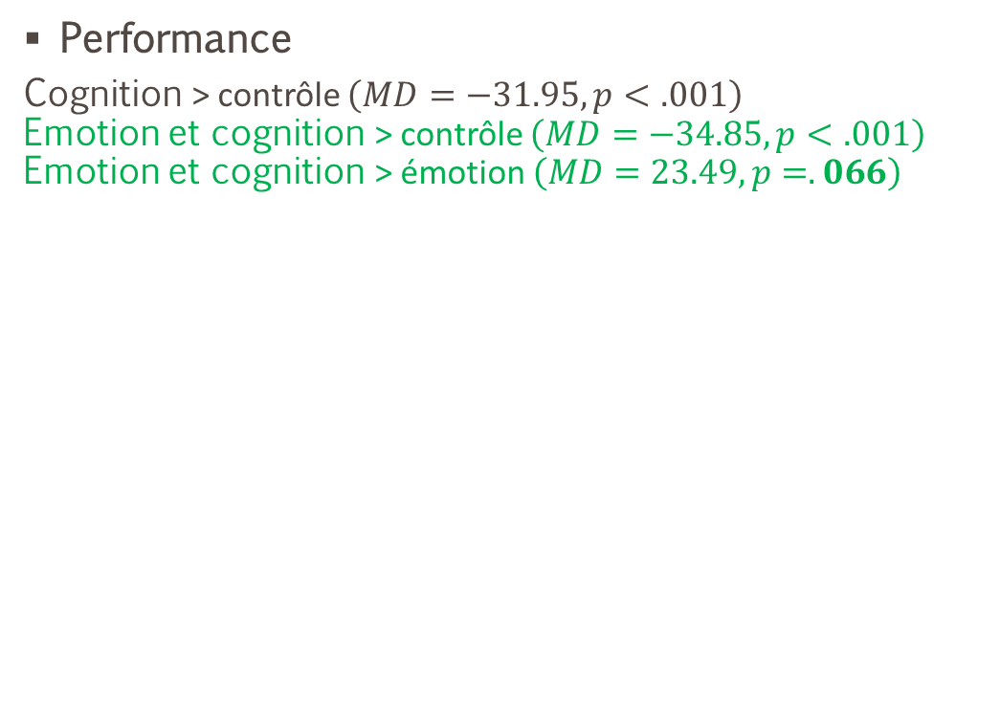 ▪ Performance
Cognition > contrôle (𝑀𝐷 = −31.95, 𝑝 < .001)
Emotion et cognition > contrôle (𝑀𝐷 = −34.85, 𝑝 < .001)
Emotion et cognition > émotion (𝑀𝐷 = 23.49, 𝑝 =. 𝟎𝟔𝟔)